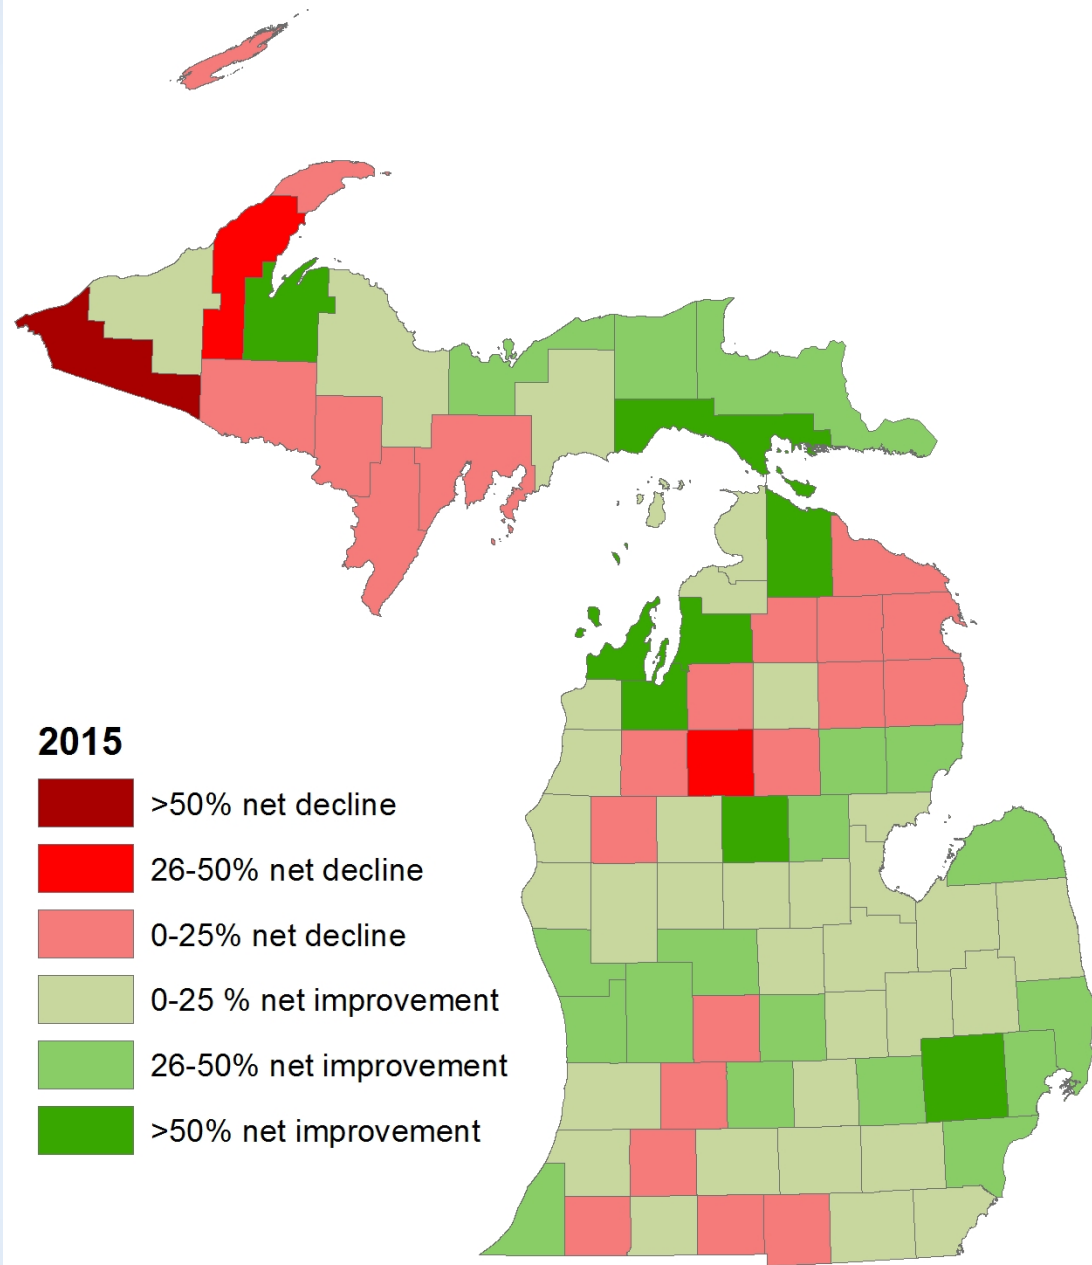 2015
>50% net decline
26-50% net decline
0-25% net decline
0-25 % net improvement
26-50% net improvement
>50% net improvement